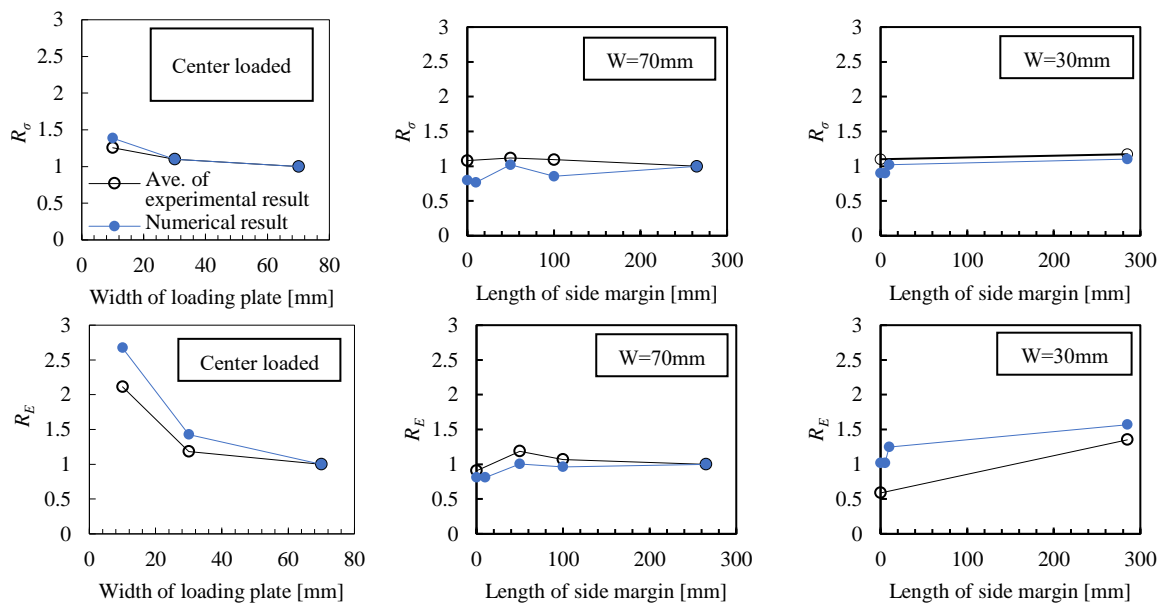 3
2.5
2
1.5
1
0.5
0
R_σ
Center loaded
Ave. of
experimental result
Numerical result
0 20 40 60 80
Width of loading plate [mm]
3
2.5
2
1.5
1
0.5
0
R_σ
W=70mm
0 100 200 300
Length of side margin [mm]
3
2.5
2
1.5
1
0.5
0
R_σ
W=30mm
0 100 200 300
Length of side margin [mm]
3
2.5
2
1.5
1
0.5
0
R_E
Center loaded
0 20 40 60 80
Width of loading plate [mm]
3
2.5
2
1.5
1
0.5
0
R_E
W=70mm
0 100 200 300
Length of side margin [mm]
3
2.5
2
1.5
1
0.5
0
R_E
W=30mm
0 100 200 300
Length of side margin [mm]